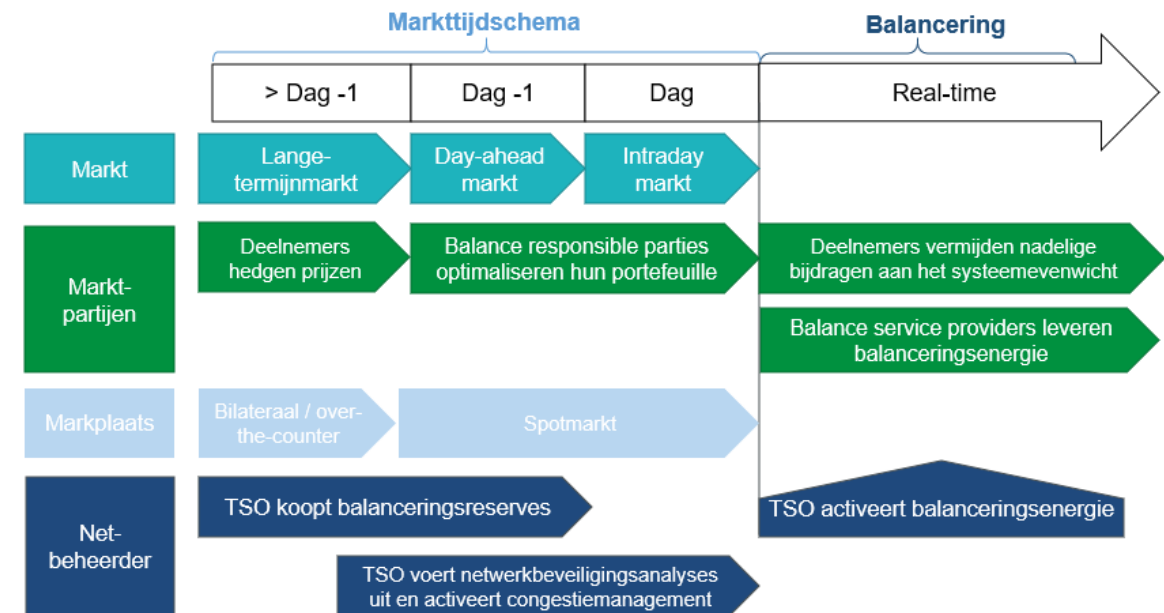 Markttijdschema
Balancering
> Dag -1
Dag -1
Dag
Real-time
Markt
Lange-
termijnmarkt
Day-ahead
markt
Intraday
markt
Markt-
partijen
Deelnemers
hedgen prijzen
Balance responsible parties
optimaliseren hun portefeuille
Deelnemers vermijden nadelige
bijdragen aan het systeemevenwicht
Balance service providers leveren
balanceringsenergie
Markplaats
Bilateraal / over-
the-counter
Spotmarkt
Net-
beheerder
TSO koopt balanceringsreserves
TSO activeert balanceringsenergie
TSO voert netwerkbeveiligingsanalyses
uit en activeert congestiemanagement